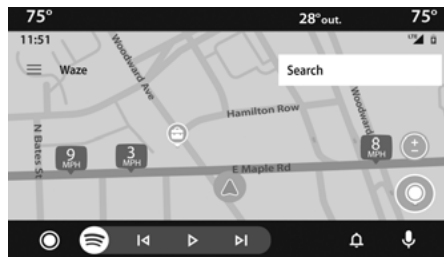 75°
28°out.
75°
11:51
LTE
Waze
Search
Woodward Ave
Hamilton Row
Woodward
N Bates St
9
MPH
3
MPH
8
MPH
E Maple Rd